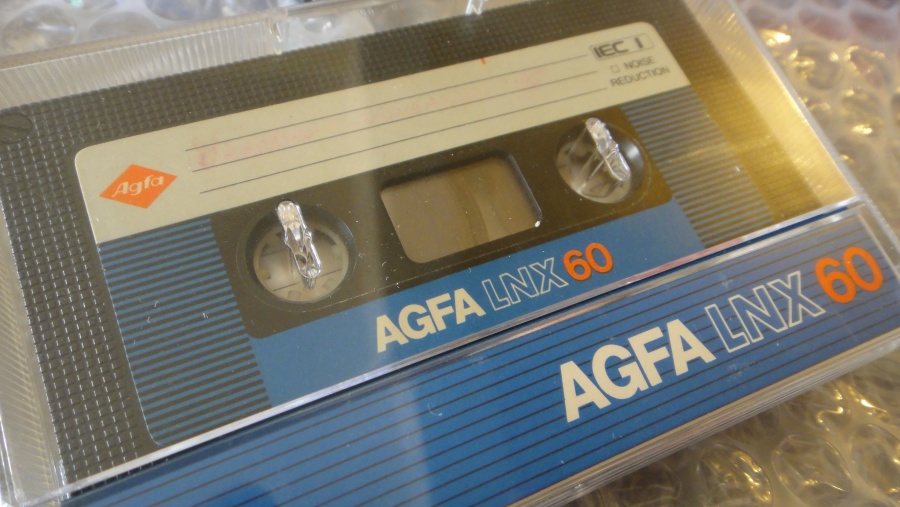 IEC I
NOISE
REDUCTION
Agfa
AGFA LNX 60
AGFA LNX 60